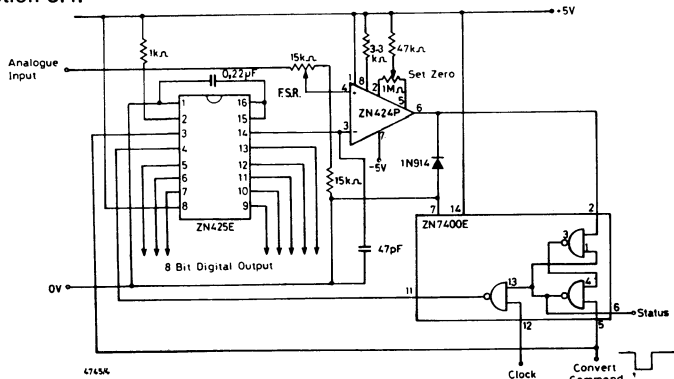 +5V
1kΩ
3·3
kΩ
47kΩ
Analogue
Input
15kΩ
0,22µF
Set Zero
1MΩ
F.S.R.
1 8 2 5
4 +
3 -
6
ZN424P
7
-5V
1 16
2 15
3 14
4 13
5 12
6 11
7 10
8 9
ZN425E
15kΩ
1N914
7 14 2
ZN7400E
3 1
47pF
8 Bit Digital Output
0V
11 13 4
6
Status
12 5
Clock
Convert
4745/4